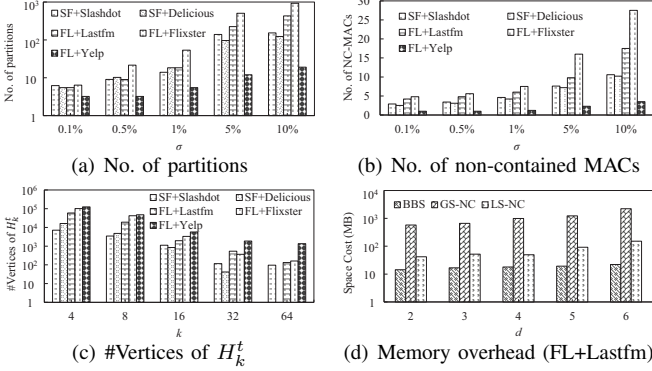 No. of partitions
10³
10²
10
1
SF+Slashdot
SF+Delicious
FL+Lastfm
FL+Flixster
FL+Yelp
0.1% 0.5% 1% 5% 10%
σ
(a) No. of partitions
No. of NC-MACs
30
25
20
15
10
5
0
SF+Slashdot
SF+Delicious
FL+Lastfm
FL+Flixster
FL+Yelp
0.1% 0.5% 1% 5% 10%
σ
(b) No. of non-contained MACs
#Vertices of H_k^t
10⁶
10⁵
10⁴
10³
10²
10
1
SF+Slashdot
SF+Delicious
FL+Lastfm
FL+Flixster
FL+Yelp
4 8 16 32 64
k
(c) #Vertices of H_k^t
Space Cost (MB)
10⁴
10³
10²
10
1
BBS GS-NC LS-NC
2 3 4 5 6
d
(d) Memory overhead (FL+Lastfm)